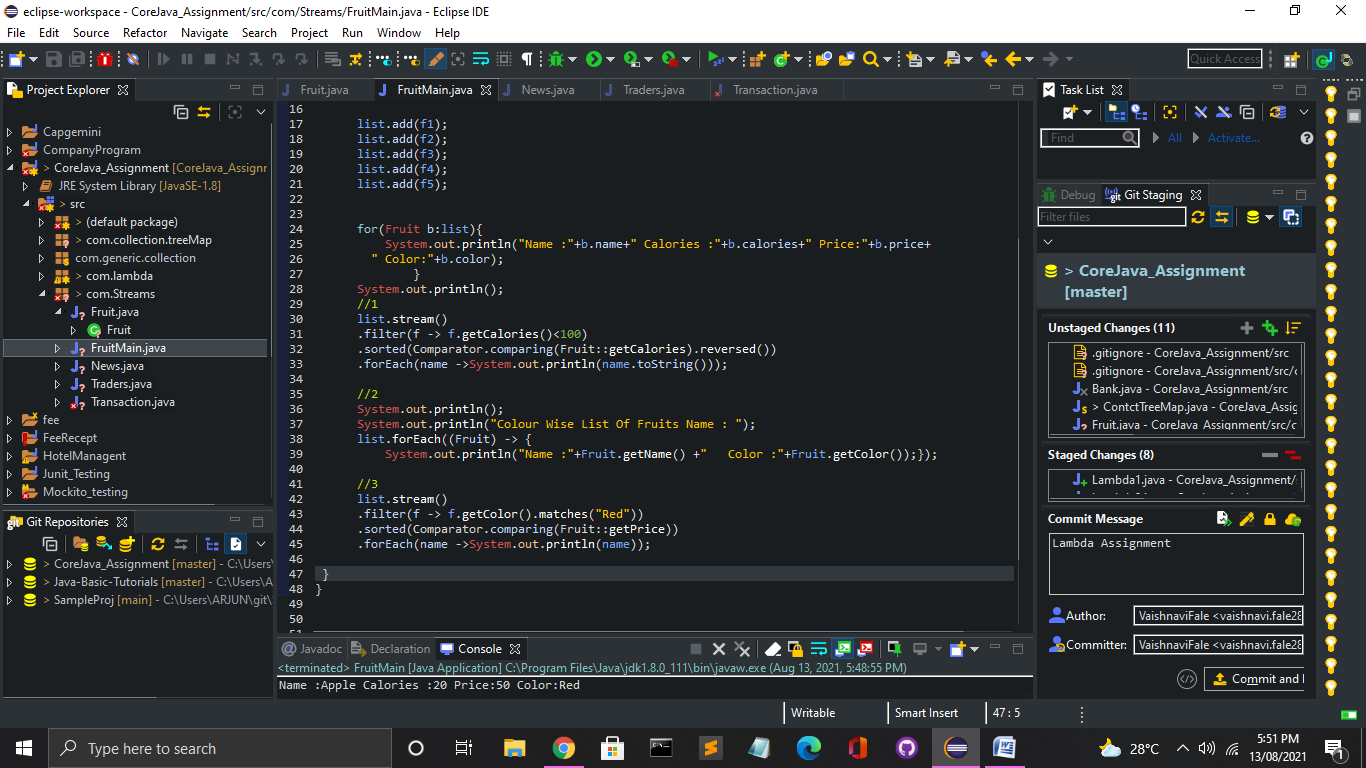 eclipse-workspace - CoreJava_Assignment/src/com/Streams/FruitMain.java - Eclipse IDE
File Edit Source Refactor Navigate Search Project Run Window Help
Quick Access
Project Explorer
Capgemini
CompanyProgram
> CoreJava_Assignment [CoreJava_Assignr
JRE System Library [JavaSE-1.8]
> src
> (default package)
> com.collection.treeMap
com.generic.collection
> com.lambda
> com.Streams
Fruit.java
Fruit
FruitMain.java
News.java
Traders.java
Transaction.java
fee
FeeRecept
HotelManagent
Junit_Testing
Mockito_testing
Git Repositories
> CoreJava_Assignment [master] - C:\Users\
> Java-Basic-Tutorials [master] - C:\Users\A
> SampleProj [main] - C:\Users\ARJUN\git\
Fruit.java FruitMain.java News.java Traders.java Transaction.java
16
17 list.add(f1);
18 list.add(f2);
19 list.add(f3);
20 list.add(f4);
21 list.add(f5);
22
23
24 for(Fruit b:list){
25 System.out.println("Name :"+b.name+" Calories :"+b.calories+" Price:"+b.price+
26 " Color:"+b.color);
27 }
28 System.out.println();
29 //1
30 list.stream()
31 .filter(f -> f.getCalories()<100)
32 .sorted(Comparator.comparing(Fruit::getCalories).reversed())
33 .forEach(name ->System.out.println(name.toString()));
34
35 //2
36 System.out.println();
37 System.out.println("Colour Wise List Of Fruits Name : ");
38 list.forEach((Fruit) -> {
39 System.out.println("Name :"+Fruit.getName() +"   Color :"+Fruit.getColor());});
40
41 //3
42 list.stream()
43 .filter(f -> f.getColor().matches("Red"))
44 .sorted(Comparator.comparing(Fruit::getPrice))
45 .forEach(name ->System.out.println(name));
46
47 }
48 }
49
50
Javadoc Declaration Console
<terminated> FruitMain [Java Application] C:\Program Files\Java\jdk1.8.0_111\bin\javaw.exe (Aug 13, 2021, 5:48:55 PM)
Name :Apple Calories :20 Price:50 Color:Red
Task List
Find All Activate...
Debug Git Staging
Filter files
> CoreJava_Assignment
[master]
Unstaged Changes (11)
.gitignore - CoreJava_Assignment/src
.gitignore - CoreJava_Assignment/src/c
Bank.java - CoreJava_Assignment/src
> ContctTreeMap.java - CoreJava_Assig
Fruit.java - CoreJava_Assignment/src/c
Staged Changes (8)
Lambda1.java - CoreJava_Assignment/
Commit Message
Lambda Assignment
Author: VaishnaviFale <vaishnavi.fale28
Committer: VaishnaviFale <vaishnavi.fale28
Commit and
Writable Smart Insert 47 : 5
Type here to search
28°C
5:51 PM
13/08/2021
1